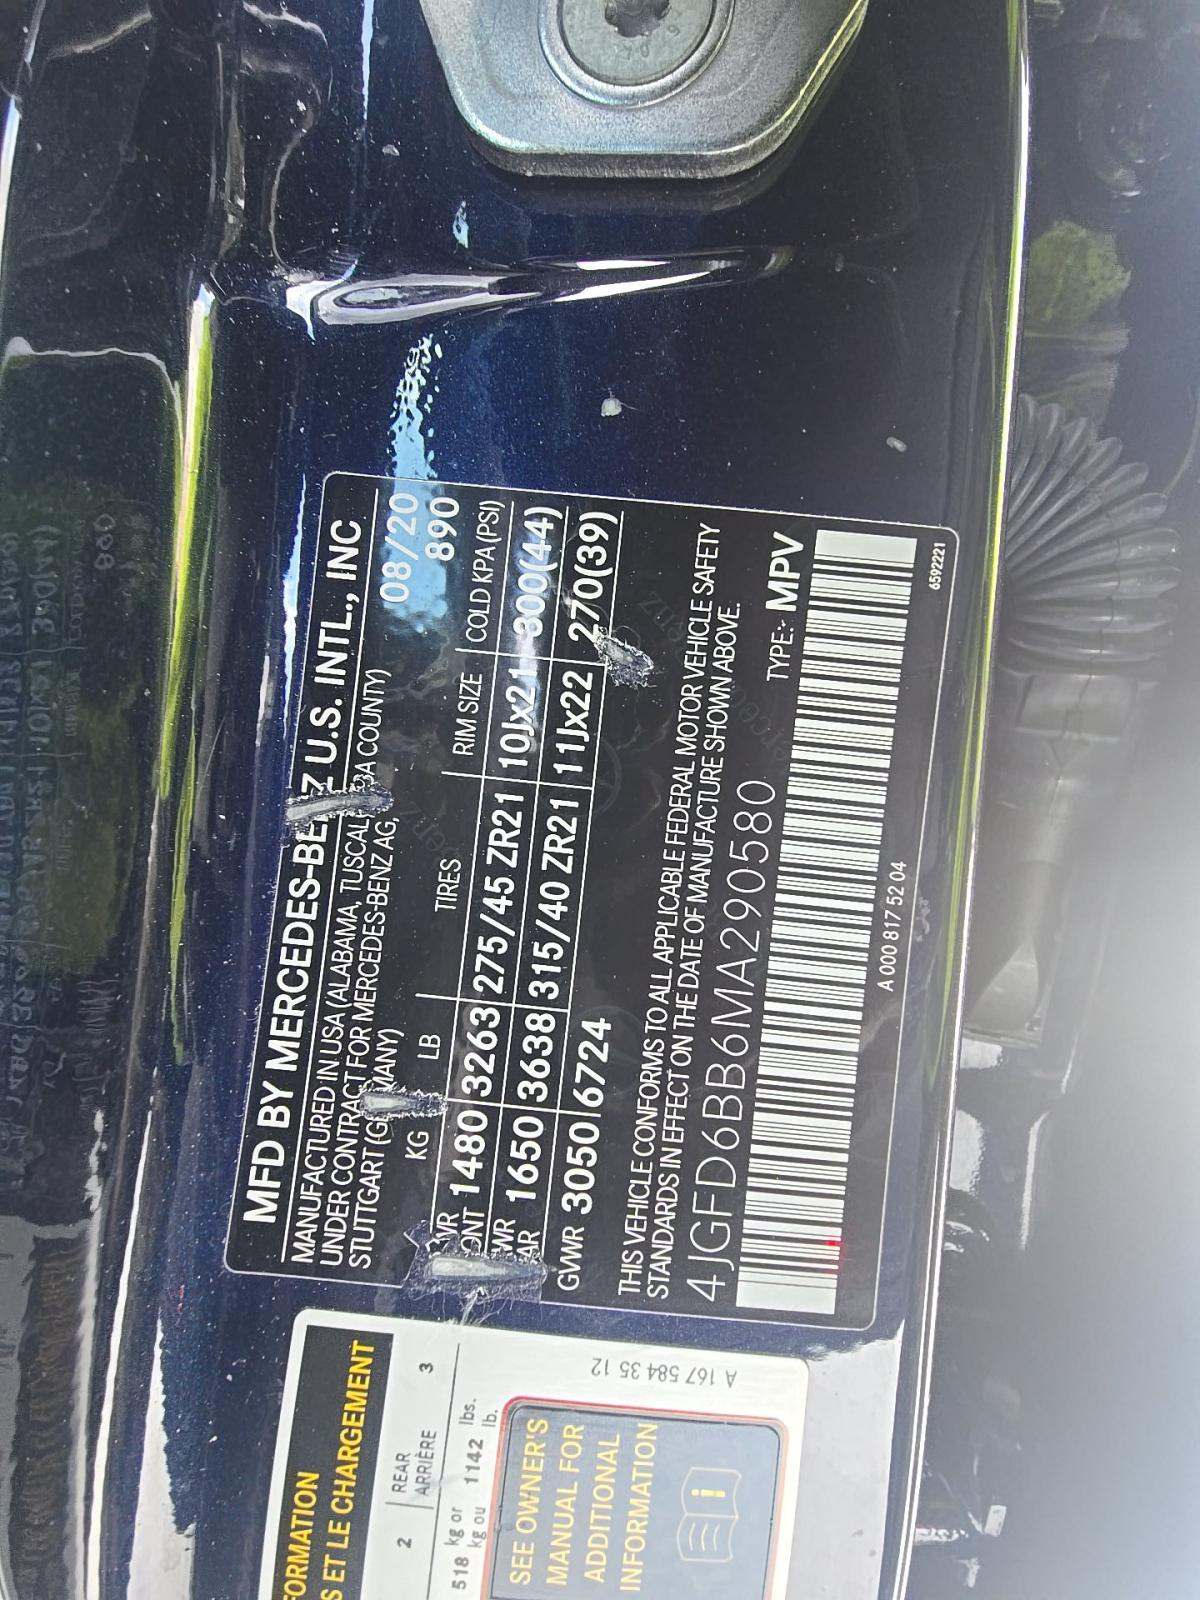 MFD BY MERCEDES-BE Z U.S. INTL., INC
MANUFACTURED IN USA (ALABAMA, TUSCAL A COUNTY)
UNDER CONTRACT FOR MERCEDES-BENZ AG,
STUTTGART (G MANY)
08/20
890
KG LB TIRES RIM SIZE COLD KPA (PSI)
WR ONT 1480 3263 275/45 ZR21 10Jx21 300(44)
WR AR 1650 3638 315/40 ZR21 11Jx22 270(39)
GVWR 3050 6724
THIS VEHICLE CONFORMS TO ALL APPLICABLE FEDERAL MOTOR VEHICLE SAFETY
STANDARDS IN EFFECT ON THE DATE OF MANUFACTURE SHOWN ABOVE.
4JGFD6BB6MA290580 TYPE: MPV
A 000 817 52 04
6592221
FORMATION
S ET LE CHARGEMENT
2 REAR 3
ARRIÈRE
518 kg or 1142 lbs.
kg ou lb.
SEE OWNER'S
MANUAL FOR
ADDITIONAL
INFORMATION
A 167 584 35 12